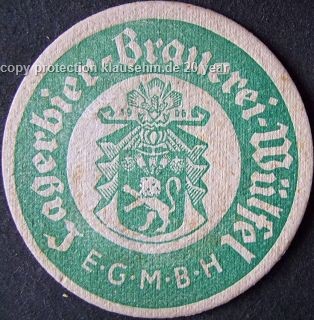 copy protection klausehm.de 20 year
Lagerbier-Brauerei-Wülfel
E·G·M·B·H